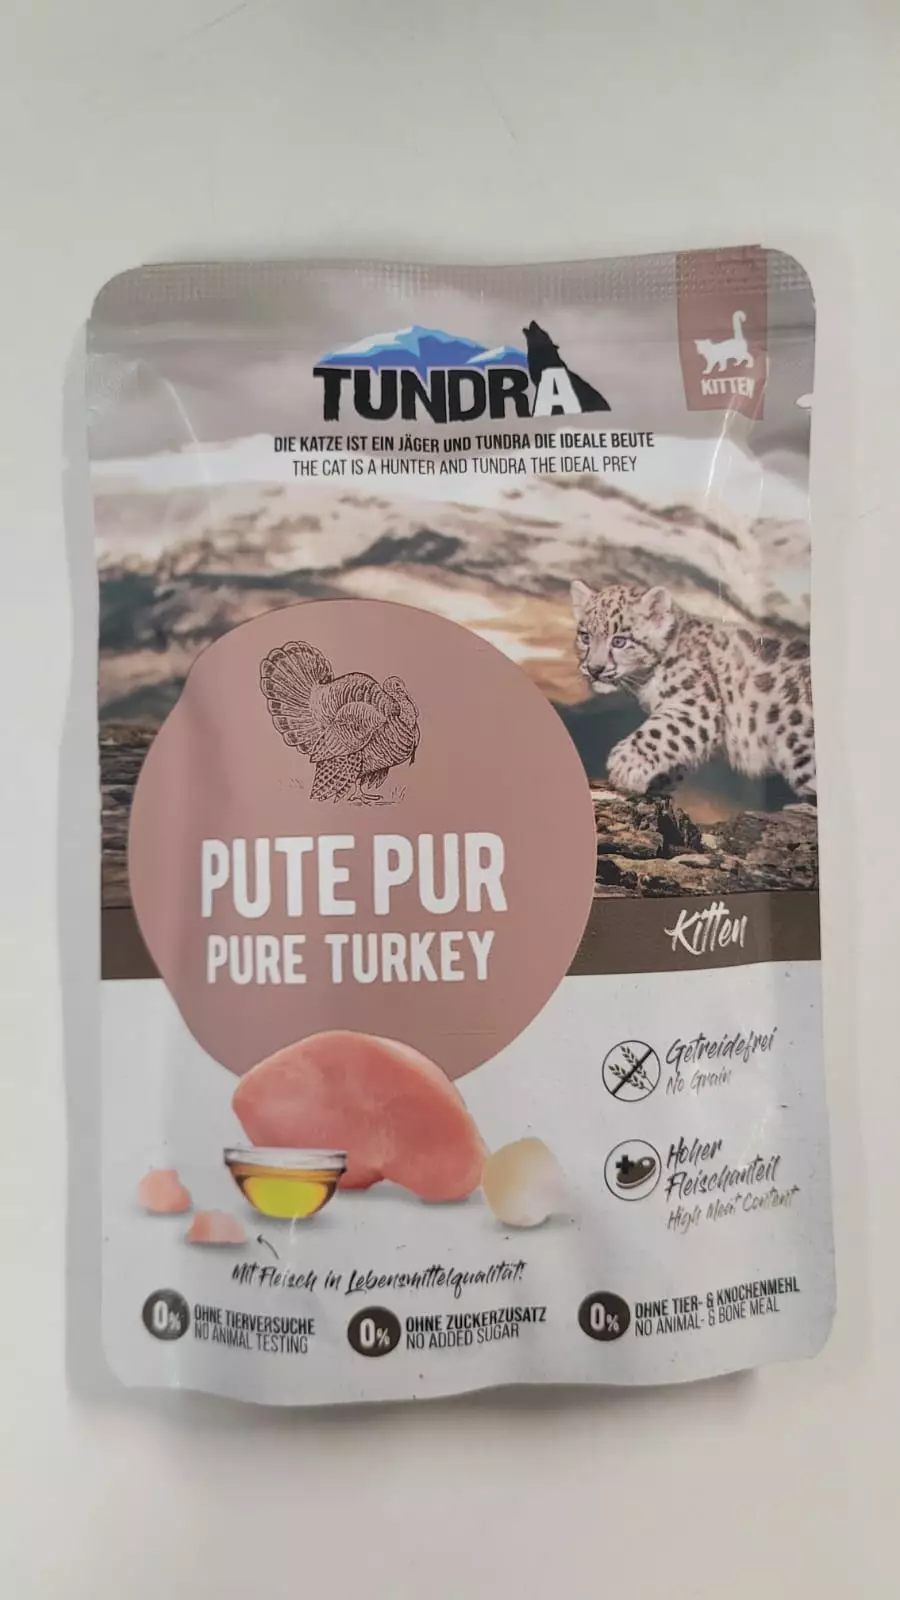 TUNDRA
KITTEN
DIE KATZE IST EIN JÄGER UND TUNDRA DIE IDEALE BEUTE
THE CAT IS A HUNTER AND TUNDRA THE IDEAL PREY
PUTE PUR
PURE TURKEY
Kitten
Getreidefrei
No Grain
Hoher
Fleischanteil
High Meat Content
Mit Fleisch in Lebensmittelqualität!
0% OHNE TIERVERSUCHE
NO ANIMAL TESTING
0% OHNE ZUCKERZUSATZ
NO ADDED SUGAR
0% OHNE TIER- & KNOCHENMEHL
NO ANIMAL- & BONE MEAL